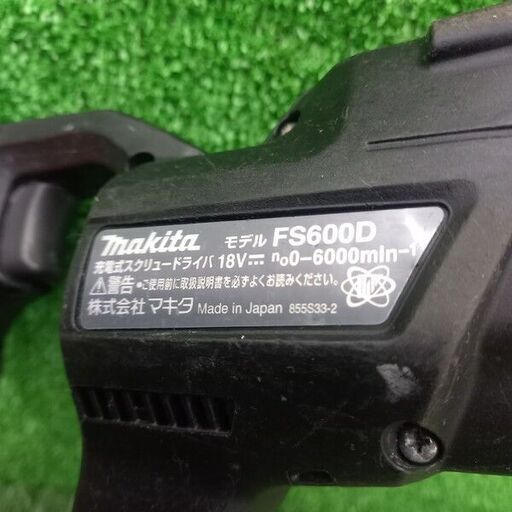 makita モデル FS600D
充電式スクリュードライバ 18V⎓ n₀0-6000min-1
⚠警告 •ご使用前に取扱説明書を必ずよくお読みください。
株式会社 マキタ Made in Japan 855S33-2